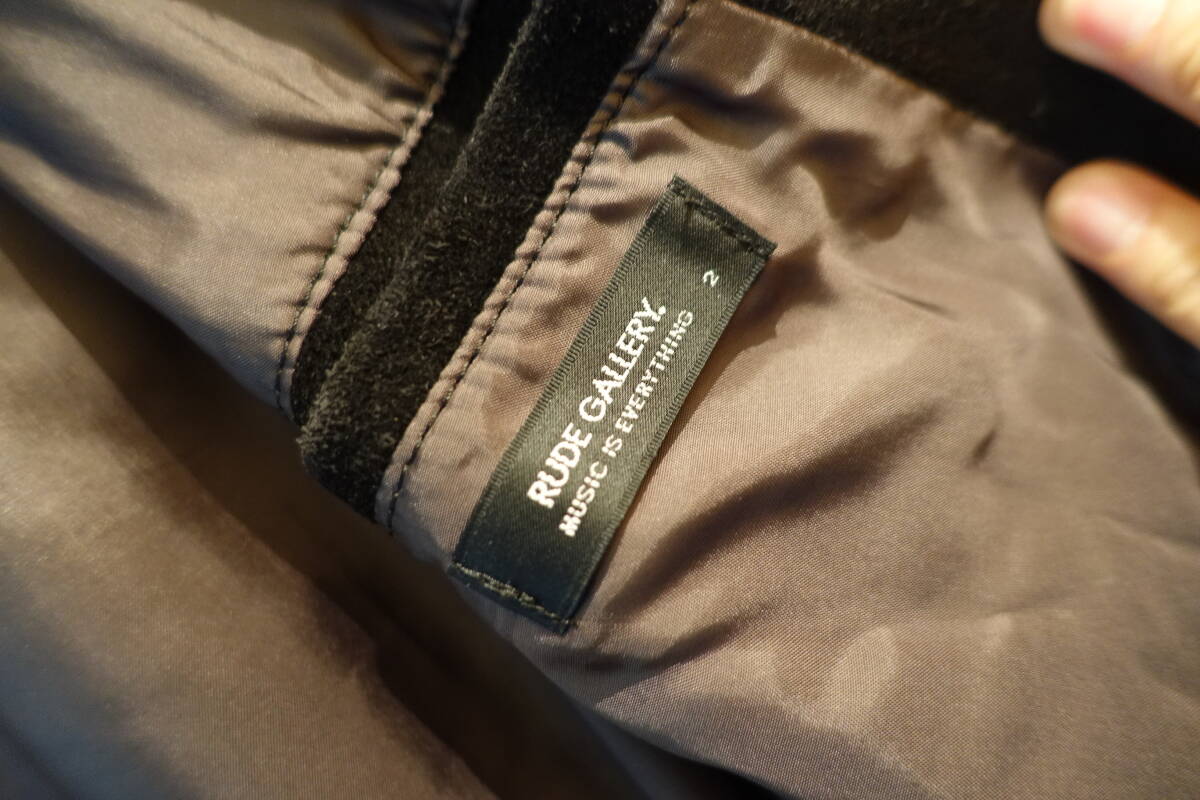 RUDE GALLERY.
MUSIC IS EVERYTHING
2